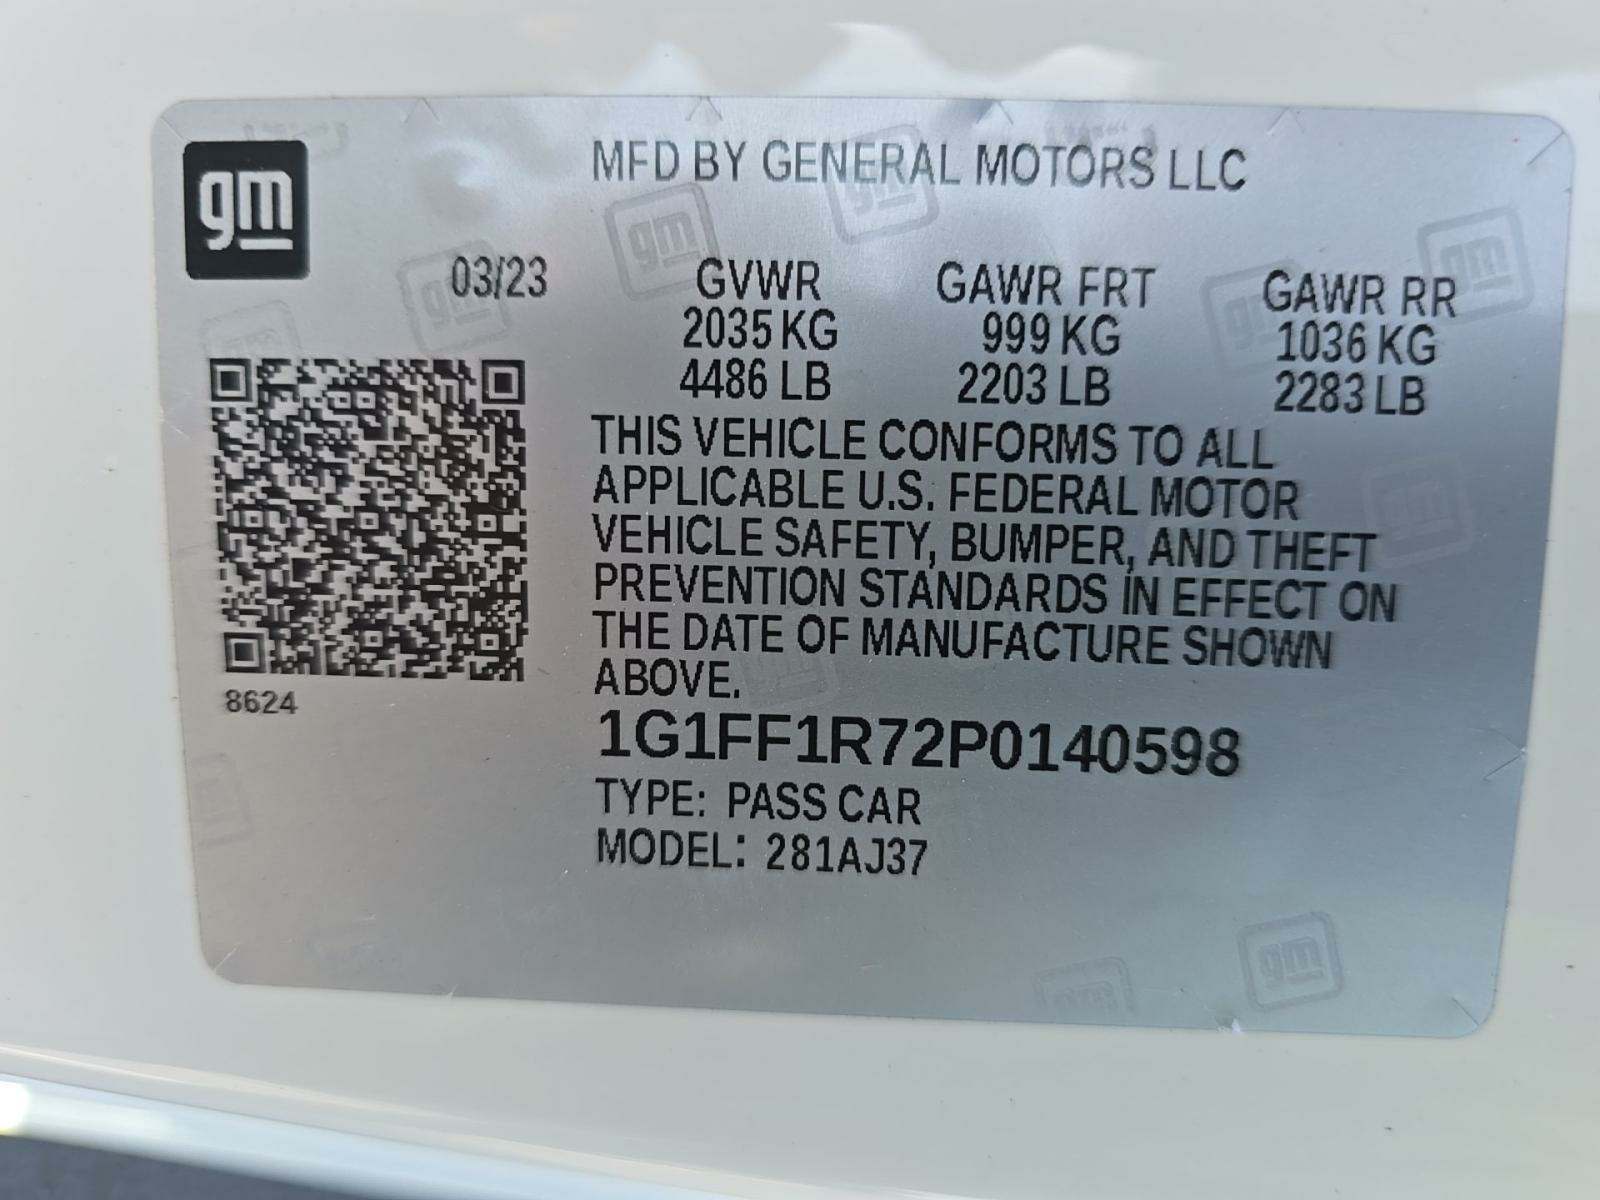 gm
MFD BY GENERAL MOTORS LLC
03/23
GVWR
2035 KG
4486 LB
GAWR FRT
999 KG
2203 LB
GAWR RR
1036 KG
2283 LB
THIS VEHICLE CONFORMS TO ALL
APPLICABLE U.S. FEDERAL MOTOR
VEHICLE SAFETY, BUMPER, AND THEFT
PREVENTION STANDARDS IN EFFECT ON
THE DATE OF MANUFACTURE SHOWN
ABOVE.
8624
1G1FF1R72P0140598
TYPE: PASS CAR
MODEL: 281AJ37